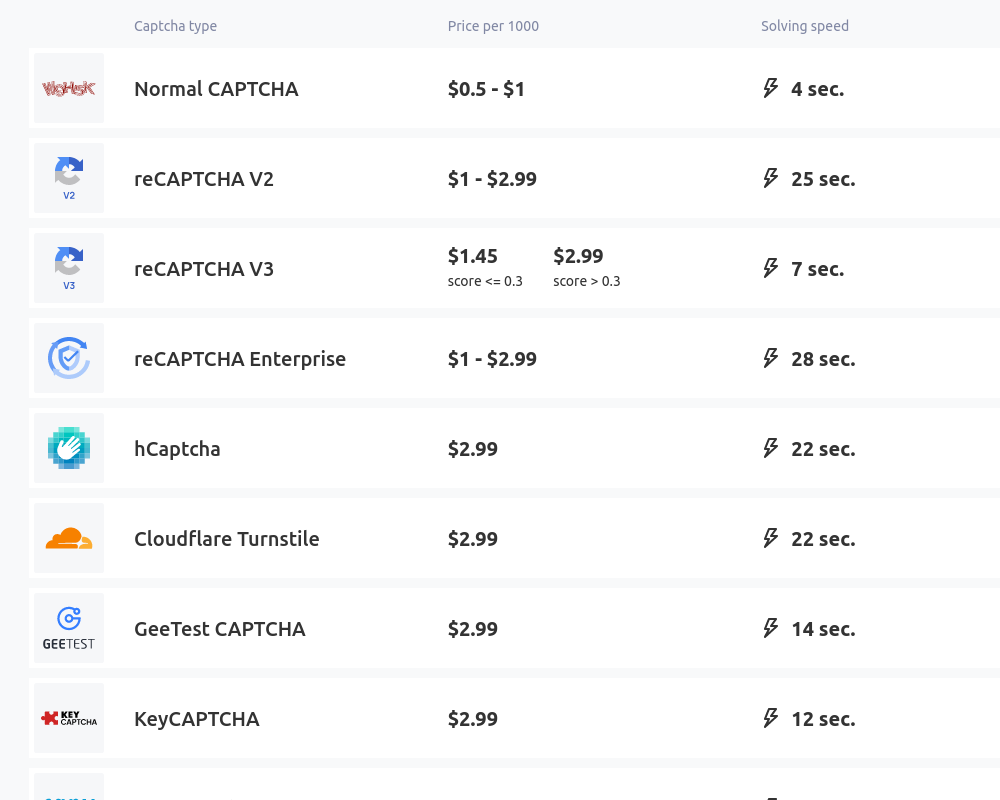 Captcha type Price per 1000 Solving speed
Normal CAPTCHA $0.5 - $1 4 sec.
V2
reCAPTCHA V2 $1 - $2.99 25 sec.
V3
reCAPTCHA V3 $1.45 $2.99 7 sec.
score <= 0.3 score > 0.3
reCAPTCHA Enterprise $1 - $2.99 28 sec.
hCaptcha $2.99 22 sec.
Cloudflare Turnstile $2.99 22 sec.
GEETEST
GeeTest CAPTCHA $2.99 14 sec.
KEY
CAPTCHA
KeyCAPTCHA $2.99 12 sec.